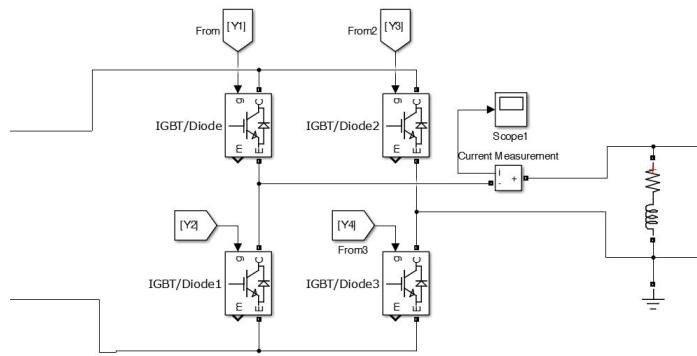 From
[Y1]
From2
[Y3]
g
C
IGBT/Diode
m
E
g
C
IGBT/Diode2
m
E
Scope1
Current Measurement
i
-
+
+
[Y2]
[Y4]
From3
g
C
IGBT/Diode1
m
E
g
C
IGBT/Diode3
m
E